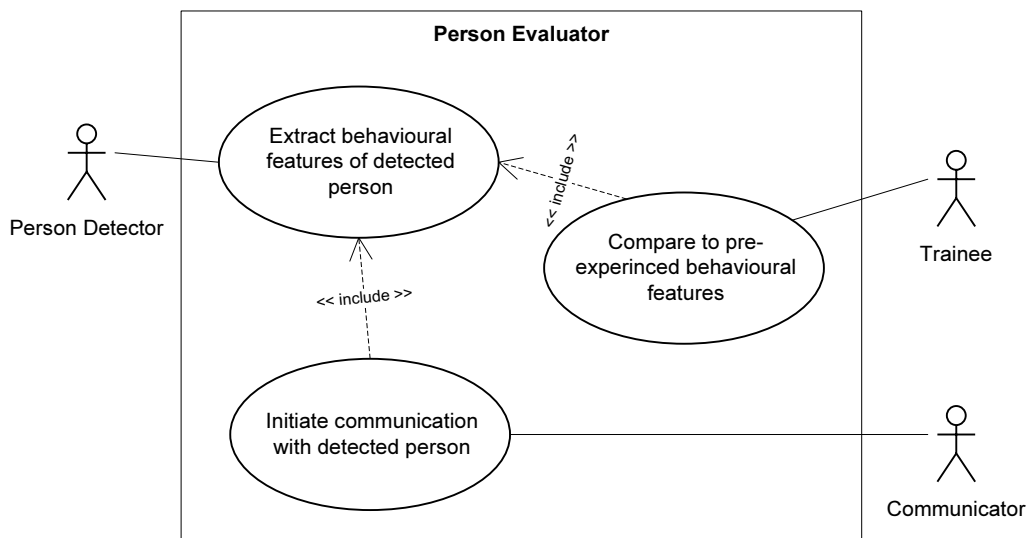 Person Evaluator
Extract behavioural
features of detected
person
<< include >>
Person Detector
Compare to pre-
experinced behavioural
features
Trainee
<< include >>
Initiate communication
with detected person
Communicator